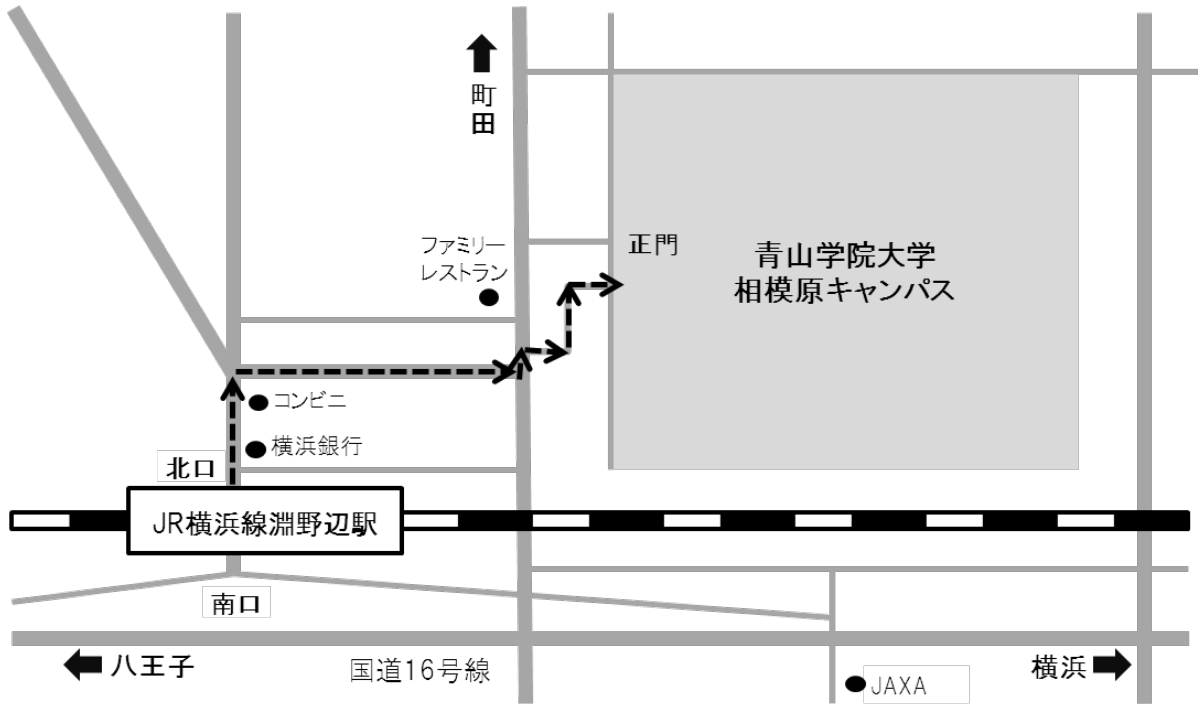 町
田
ファミリー
レストラン
正門
青山学院大学
相模原キャンパス
コンビニ
横浜銀行
北口
JR横浜線淵野辺駅
南口
八王子
国道16号線
横浜
JAXA